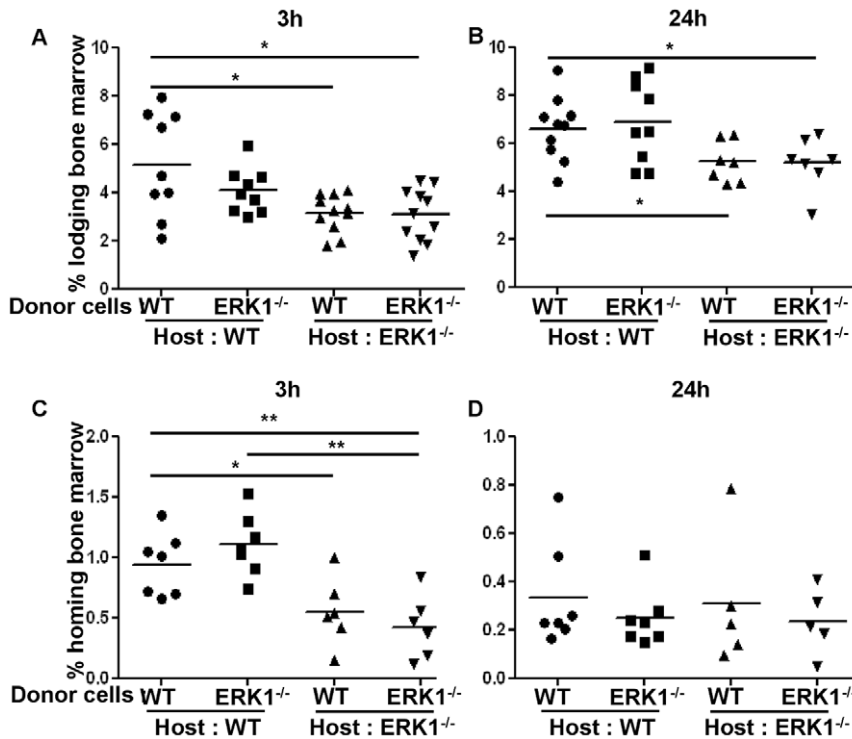 3h
24h
A
B
*
*
*
*
% lodging bone marrow
10
8
6
4
2
0
10
8
6
4
2
0
Donor cells WT ERK1-/- WT ERK1-/-
Host : WT Host : ERK1-/-
WT ERK1-/- WT ERK1-/-
Host : WT Host : ERK1-/-
3h
24h
C
D
**
**
*
% homing bone marrow
2.0
1.5
1.0
0.5
0.0
1.0
0.8
0.6
0.4
0.2
0.0
Donor cells WT ERK1-/- WT ERK1-/-
Host : WT Host : ERK1-/-
WT ERK1-/- WT ERK1-/-
Host : WT Host : ERK1-/-